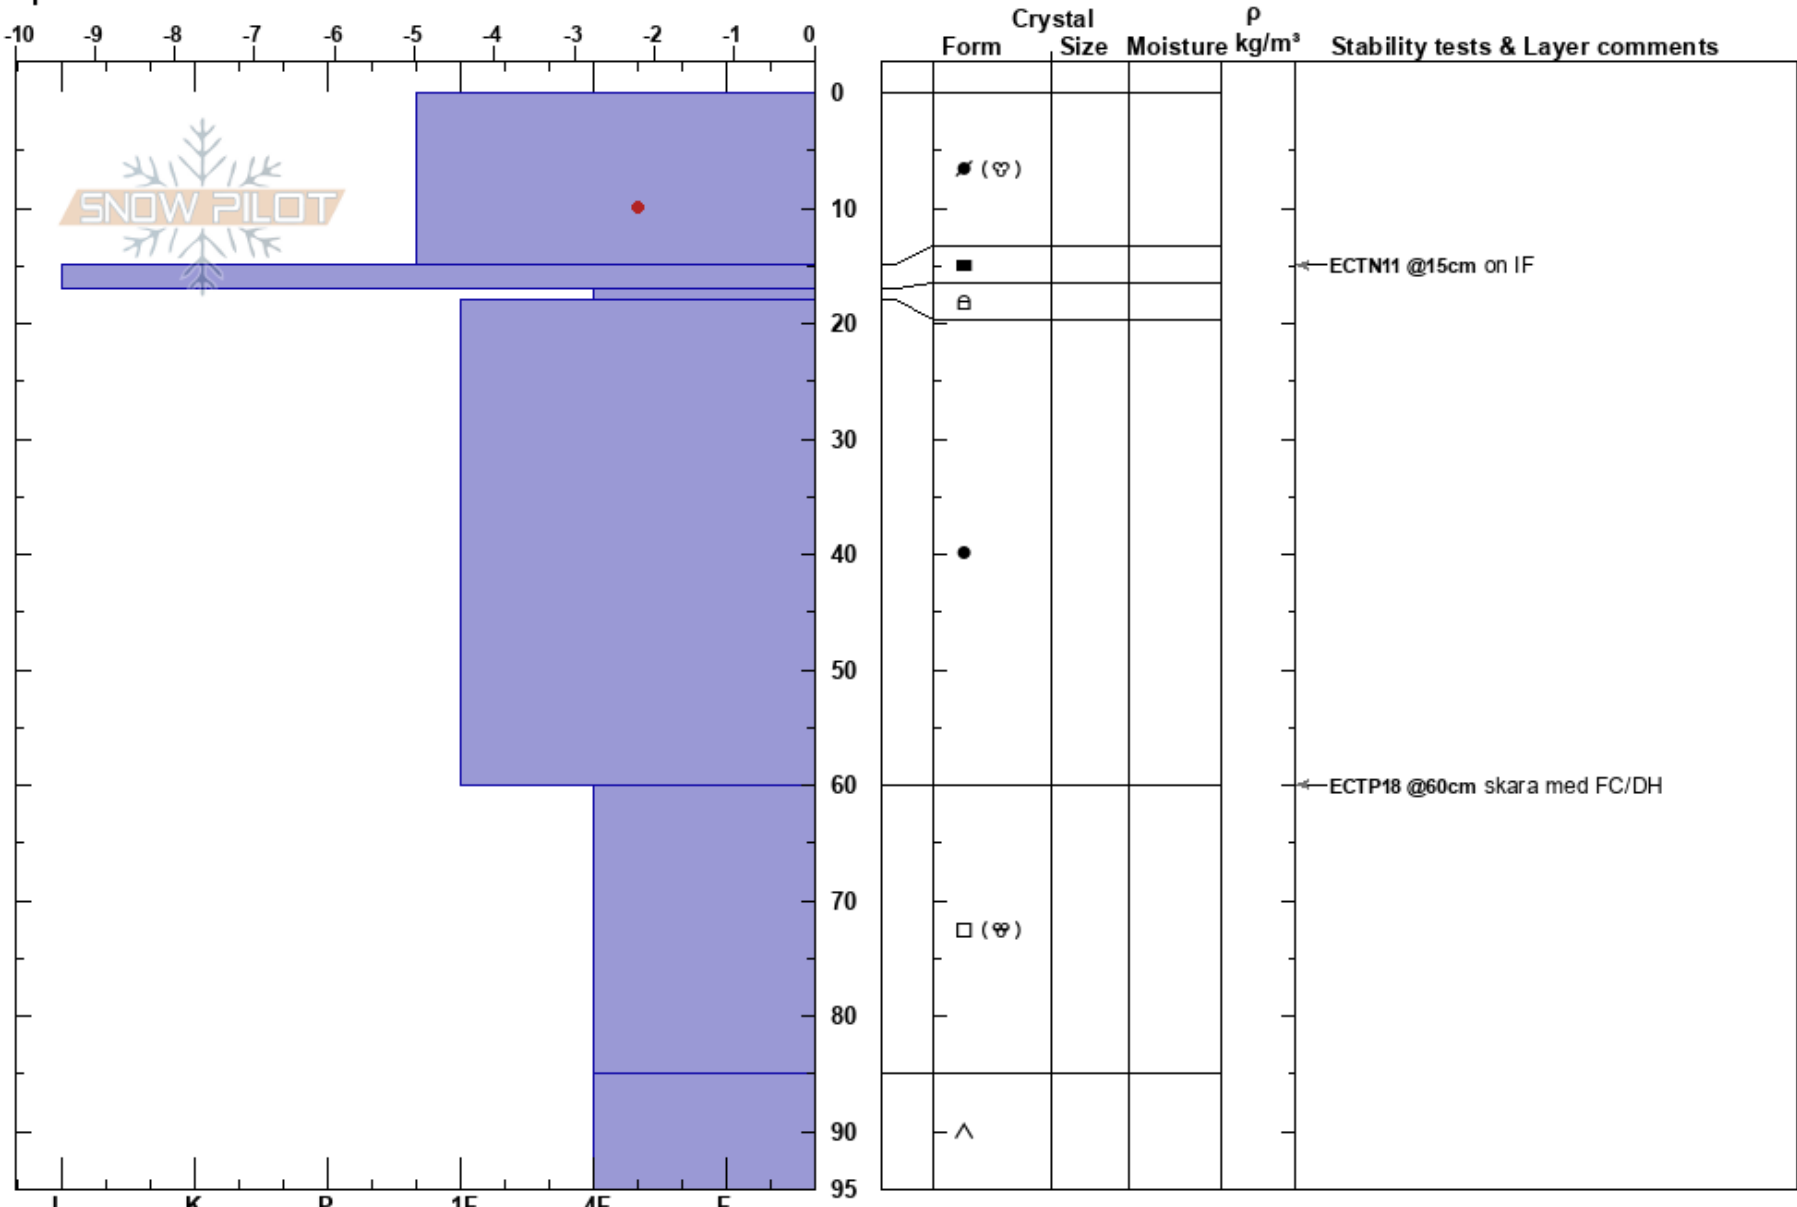 Crystal ρ
-10 -9 -8 -7 -6 -5 -4 -3 -2 -1 0 Form Size Moisture kg/m³ Stability tests & Layer comments
0
SNOW PILOT
10
ECTN11 @15cm on IF
20
30
40
50
60 ECTP18 @60cm skara med FC/DH
70
80
90
95
I K P 1F 4F F